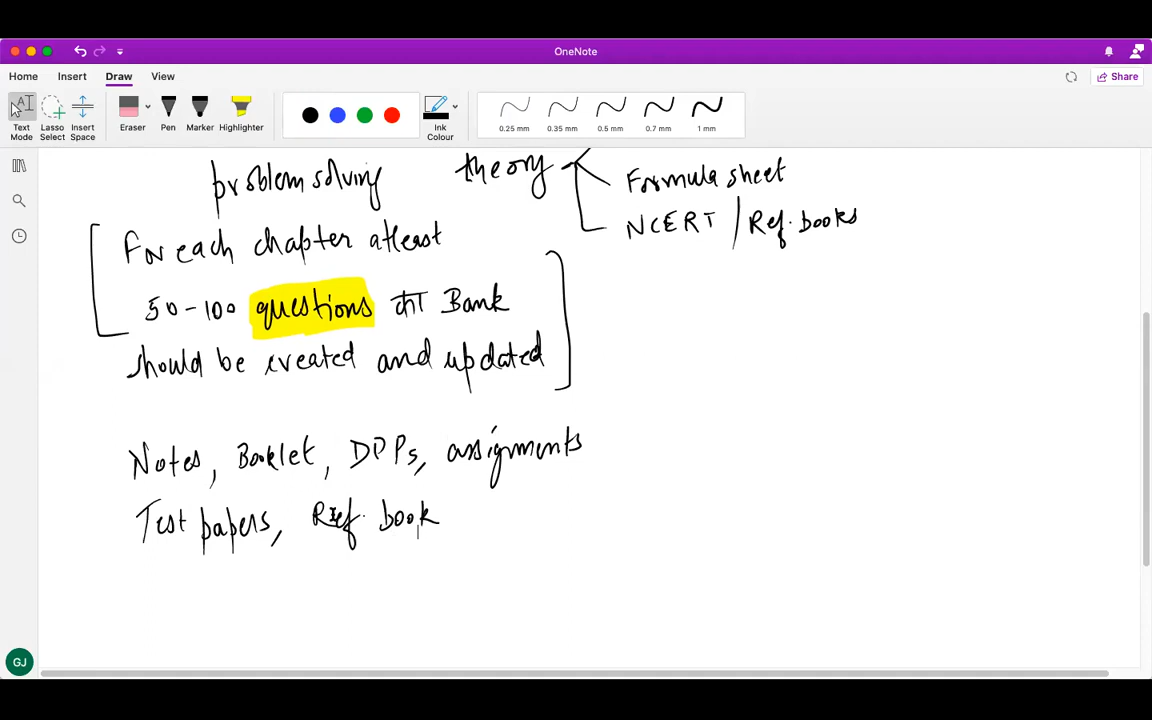 OneNote
Home Insert Draw View
Share
Text Mode
Lasso Select
Insert Space
Eraser
Pen
Marker
Highlighter
Ink Colour
0.25 mm
0.35 mm
0.5 mm
0.7 mm
1 mm
problem solving theory
Formula sheet
NCERT / Ref. books
For each chapter atleast
50-100 questions की Bank
should be created and updated
Notes, Booklet, DPPs, assignments
Test papers, Ref. book
GJ